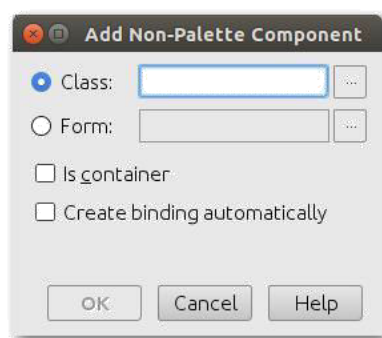 Add Non-Palette Component
Class: ...
Form: ...
Is container
Create binding automatically
OK Cancel Help